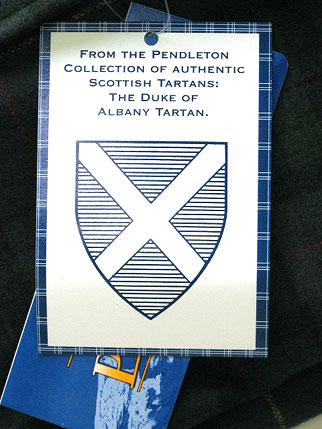 From the Pendleton
Collection of authentic
Scottish Tartans:
The Duke of
Albany Tartan.
P